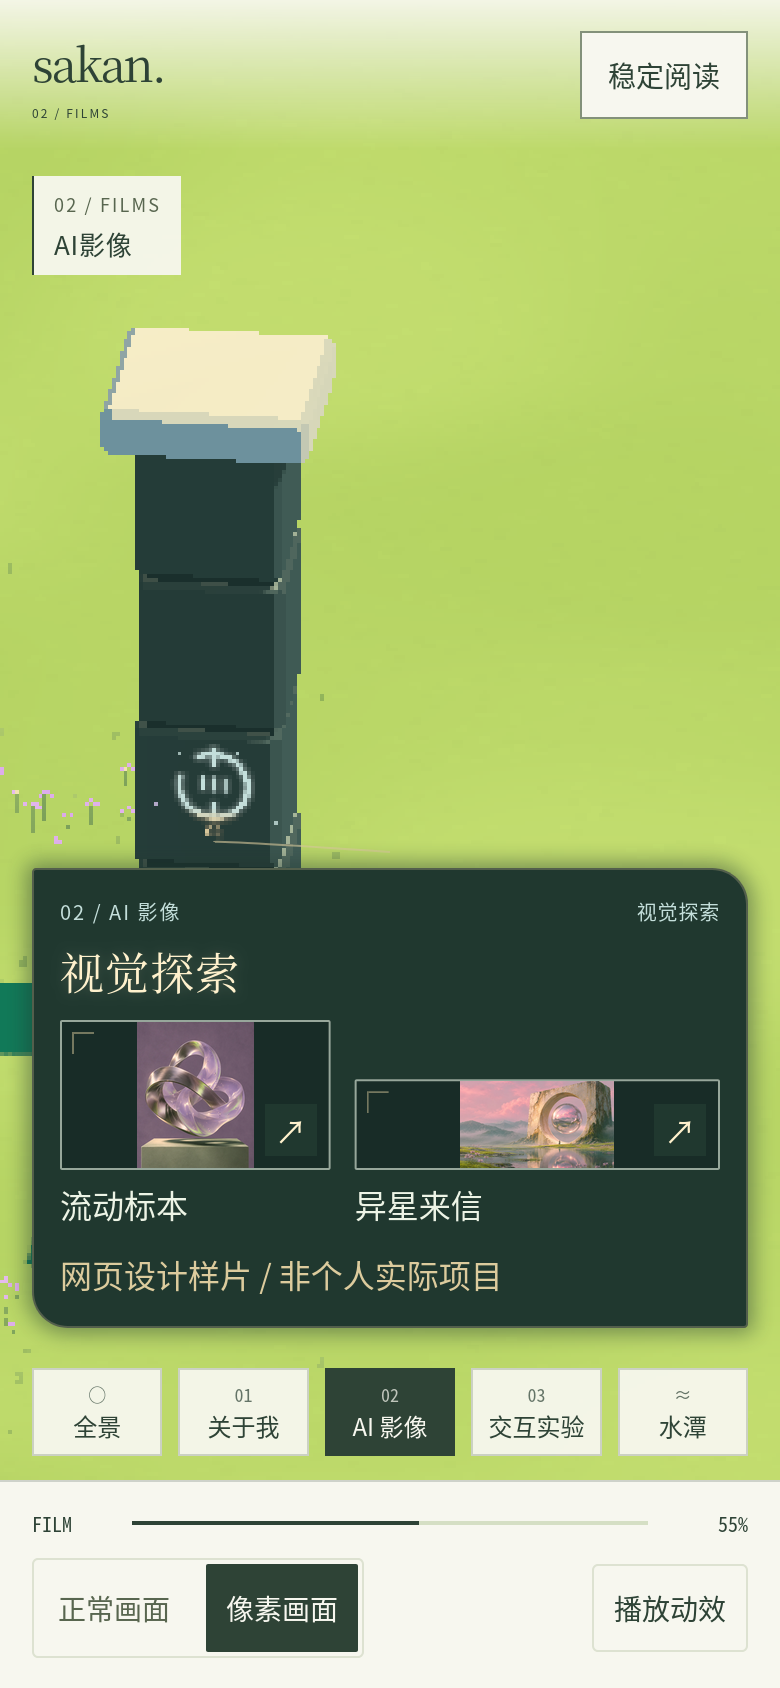 sakan.
02 / FILMS
稳定阅读
02 / FILMS
AI影像
02 / AI 影像
视觉探索
视觉探索
↗
↗
流动标本
异星来信
网页设计样片 / 非个人实际项目
全景
01
关于我
02
AI 影像
03
交互实验
≈
水潭
FILM
55%
正常画面
像素画面
播放动效